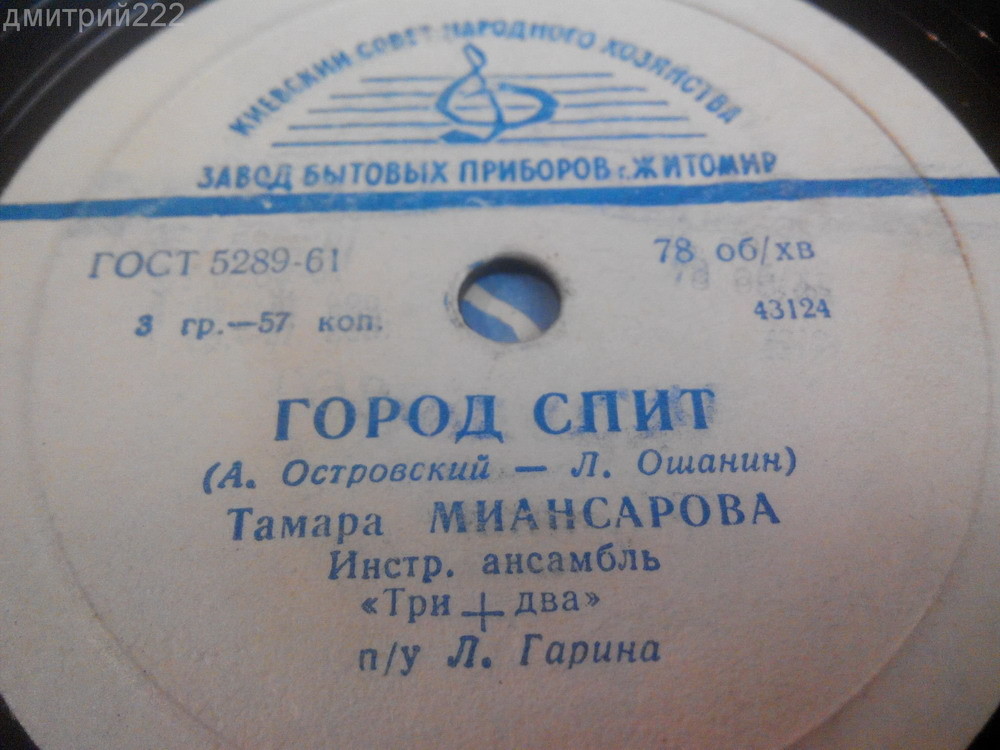 дмитрий222
КИЕВСКИЙ СОВЕТ НАРОДНОГО ХОЗЯЙСТВА
ЗАВОД БЫТОВЫХ ПРИБОРОВ г. ЖИТОМИР
ГОСТ 5289-61
78 об/хв
3 гр.—57 коп.
43124
ГОРОД СПИТ
(А. Островский — Л. Ошанин)
Тамара МИАНСАРОВА
Инстр. ансамбль
«Три + два»
п/у Л. Гарина